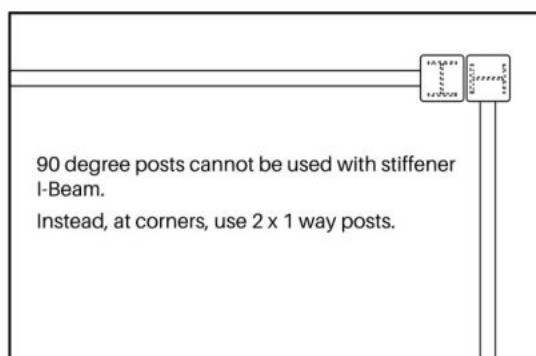 90 degree posts cannot be used with stiffener
I-Beam.
Instead, at corners, use 2 x 1 way posts.